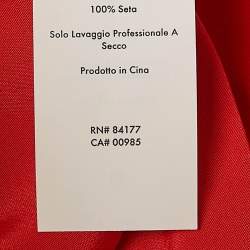 100% Seta
Solo Lavaggio Professionale A
Secco
Prodotto in Cina
RN# 84177
CA# 00985